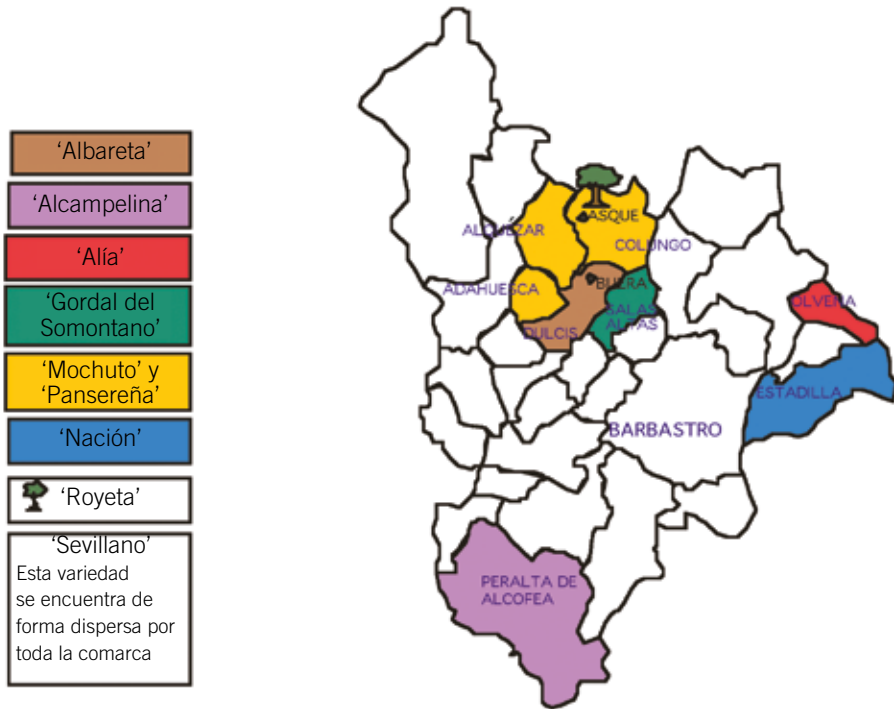 ‘Albareta’
‘Alcampelina’
‘Alía’
‘Gordal del
Somontano’
‘Mochuto’ y
‘Pansereña’
‘Nación’
‘Royeta’
‘Sevillano’
Esta variedad
se encuentra de
forma dispersa por
toda la comarca
ASQUE
ALQUÉZAR
COLUNGO
ADAHUESCA
BUERA
OLVENA
SALAS
ALTAS
DULCIS
ESTADILLA
BARBASTRO
PERALTA DE
ALCOFEA